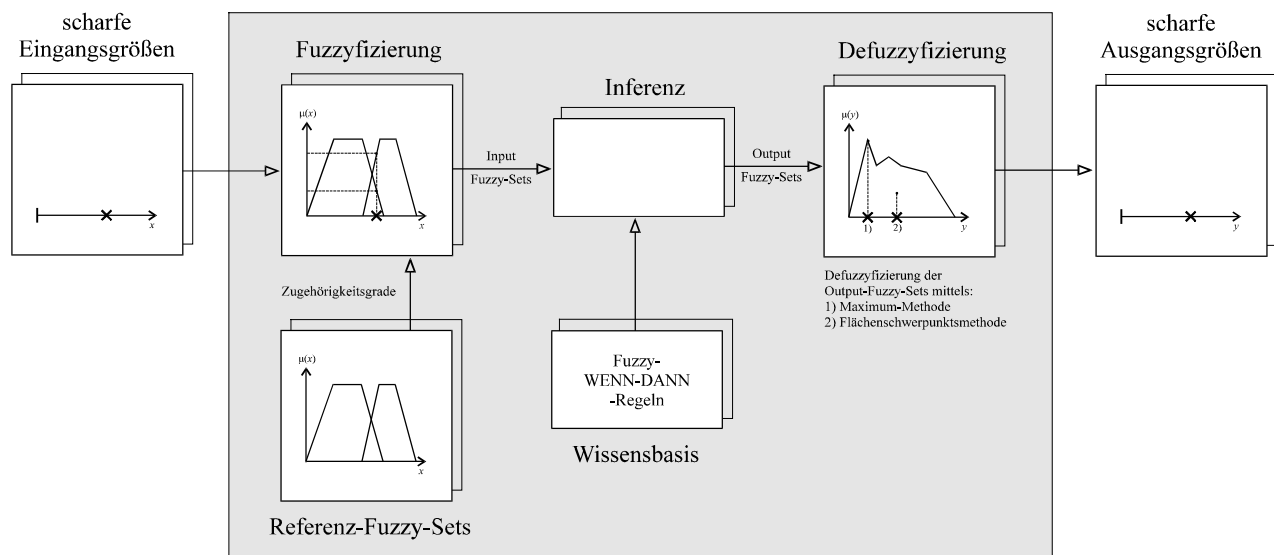 scharfe
Eingangsgrößen
x
Fuzzyfizierung
μ(x)
x
Zugehörigkeitsgrade
μ(x)
x
Referenz-Fuzzy-Sets
Input
Fuzzy-Sets
Inferenz
Fuzzy-
WENN-DANN
-Regeln
Wissensbasis
Output
Fuzzy-Sets
Defuzzyfizierung
μ(y)
1)
2)
y
Defuzzyfizierung der
Output-Fuzzy-Sets mittels:
1) Maximum-Methode
2) Flächenschwerpunktsmethode
scharfe
Ausgangsgrößen
y